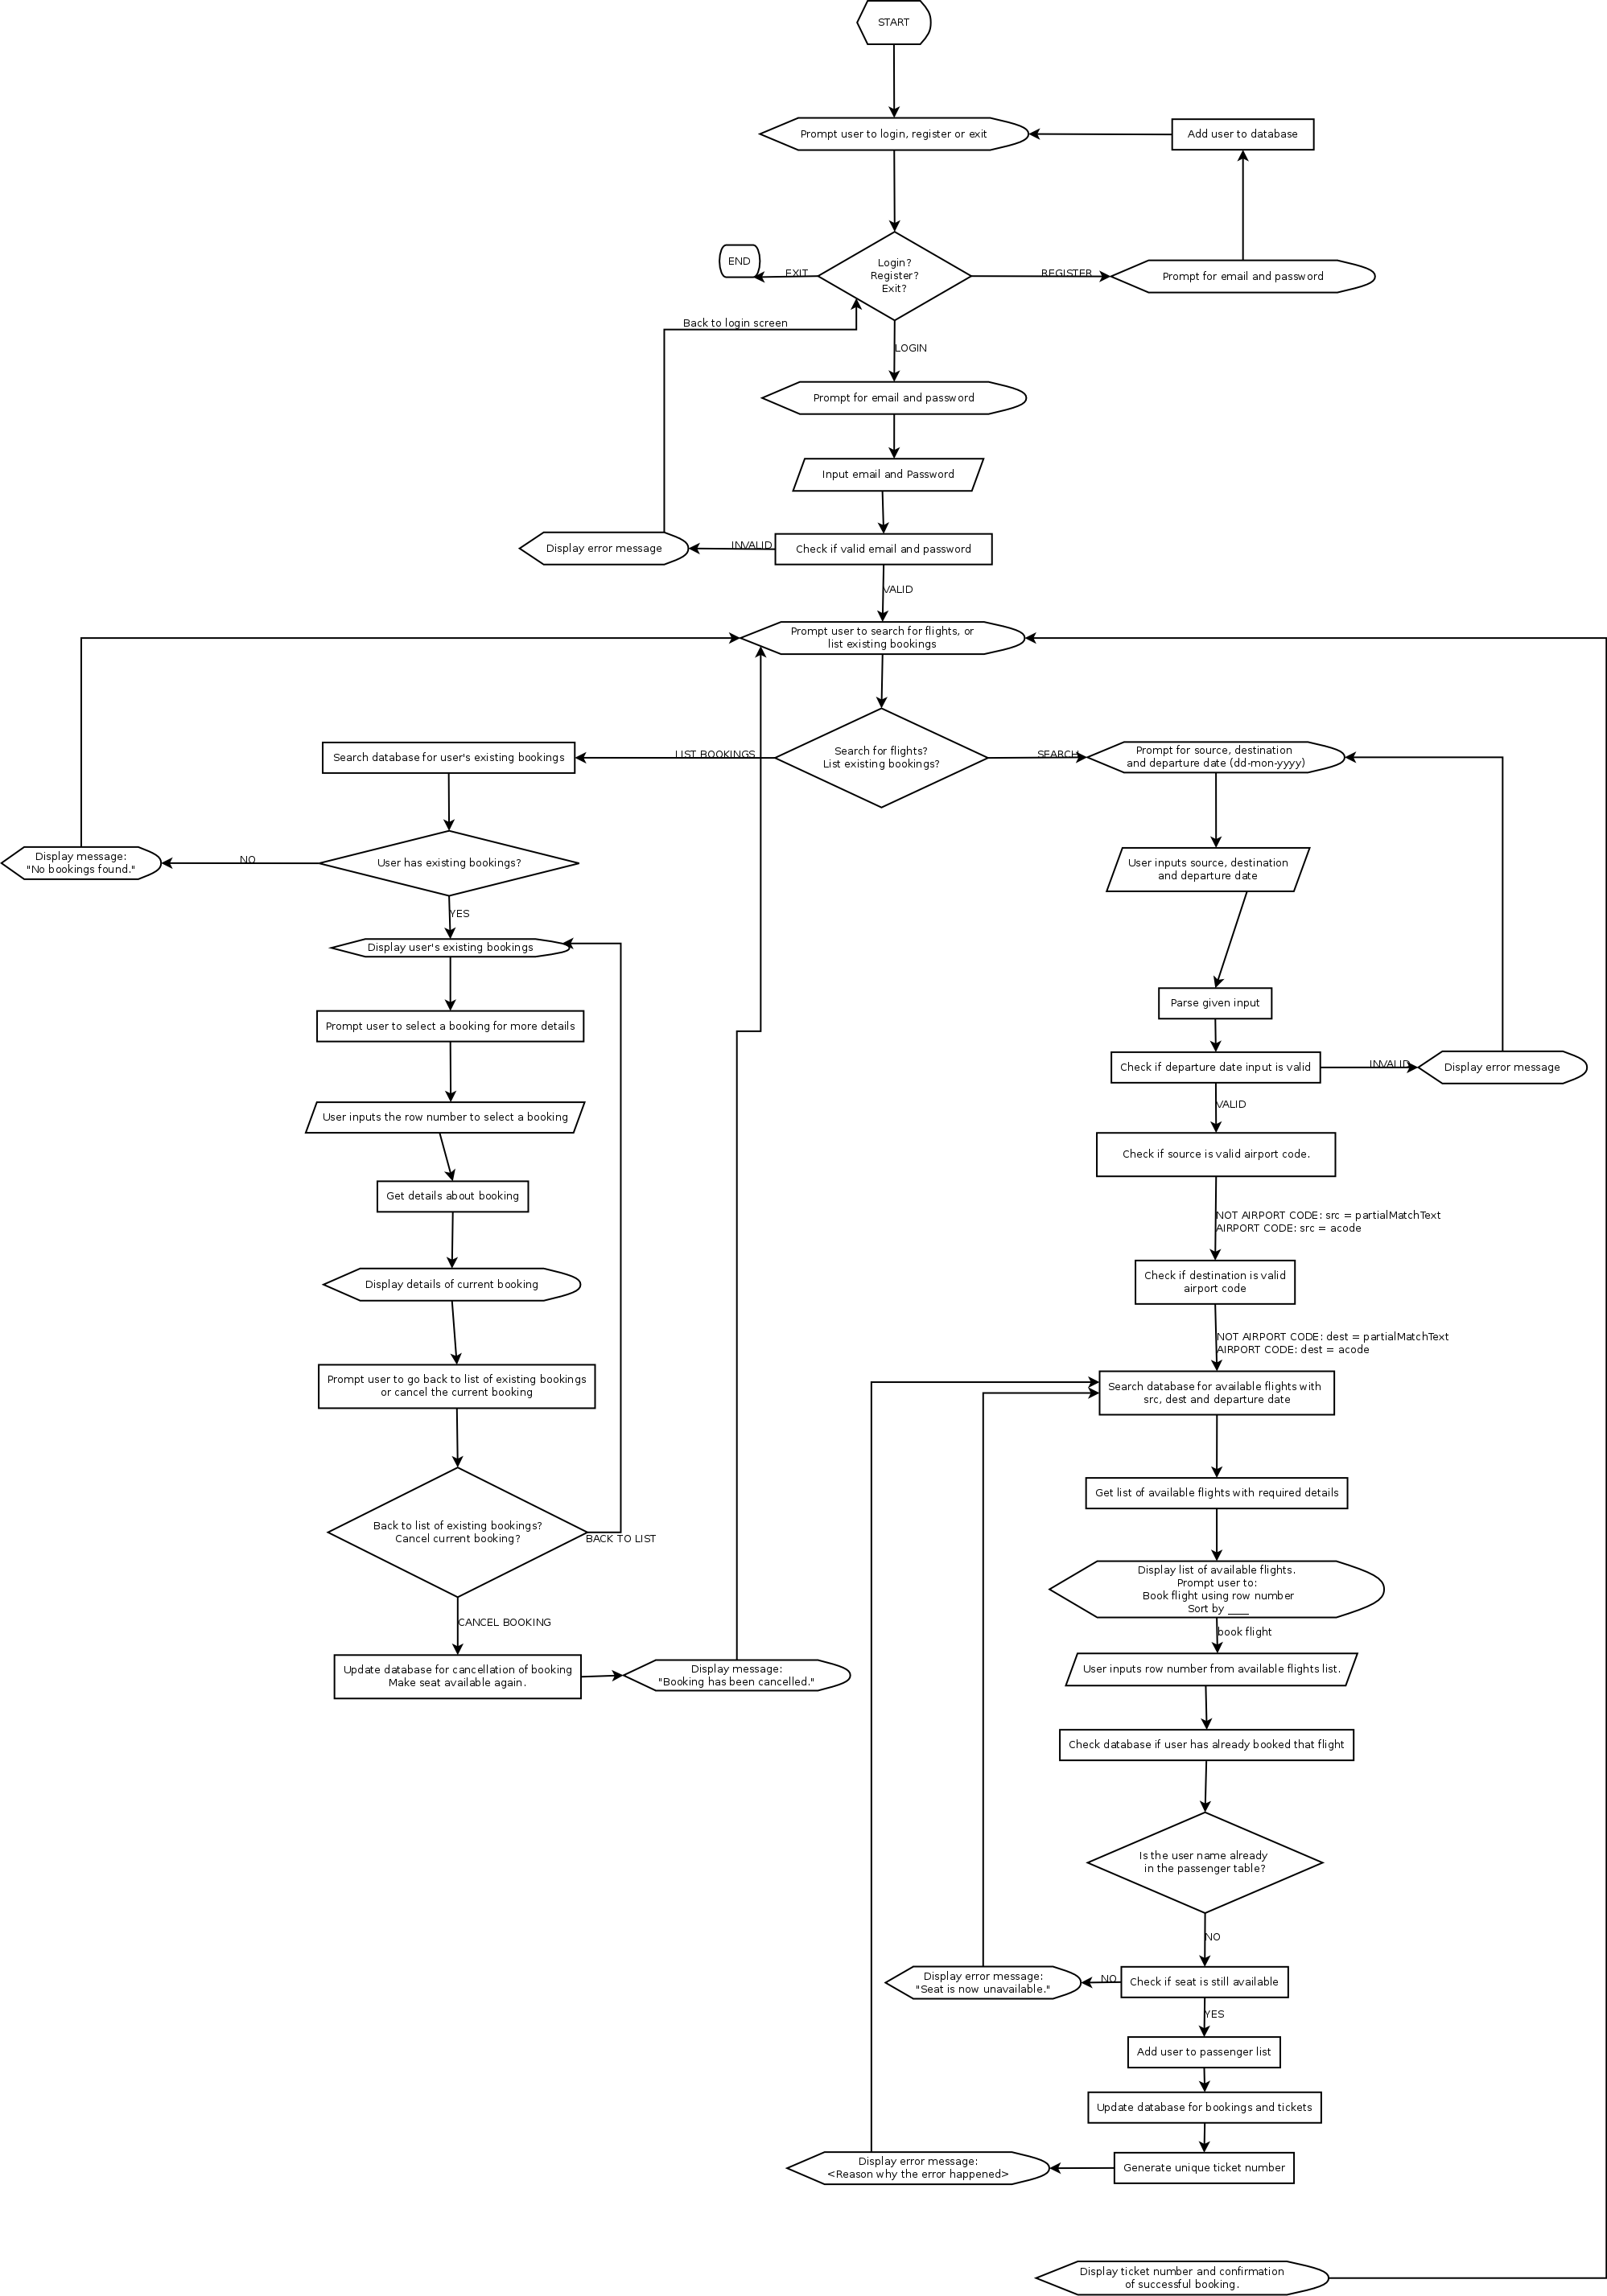 START
Prompt user to login, register or exit
Add user to database
END
EXIT
Login?
Register?
Exit?
REGISTER
Prompt for email and password
Back to login screen
LOGIN
Prompt for email and password
Input email and Password
Display error message
INVALID
Check if valid email and password
VALID
Prompt user to search for flights, or
list existing bookings
Search database for user's existing bookings
LIST BOOKINGS
Search for flights?
List existing bookings?
SEARCH
Prompt for source, destination
and departure date (dd-mon-yyyy)
Display message:
"No bookings found."
NO
User has existing bookings?
User inputs source, destination
and departure date
YES
Display user's existing bookings
Parse given input
Prompt user to select a booking for more details
Check if departure date input is valid
INVALID
Display error message
VALID
User inputs the row number to select a booking
Check if source is valid airport code.
Get details about booking
NOT AIRPORT CODE: src = partialMatchText
AIRPORT CODE: src = acode
Display details of current booking
Check if destination is valid
airport code
NOT AIRPORT CODE: dest = partialMatchText
AIRPORT CODE: dest = acode
Prompt user to go back to list of existing bookings
or cancel the current booking
Search database for available flights with
src, dest and departure date
Get list of available flights with required details
Back to list of existing bookings?
Cancel current booking?
BACK TO LIST
Display list of available flights.
Prompt user to:
Book flight using row number
Sort by ____
CANCEL BOOKING
book flight
Update database for cancellation of booking
Make seat available again.
Display message:
"Booking has been cancelled."
User inputs row number from available flights list.
Check database if user has already booked that flight
Is the user name already
in the passenger table?
NO
Display error message:
"Seat is now unavailable."
NO
Check if seat is still available
YES
Add user to passenger list
Update database for bookings and tickets
Display error message:
<Reason why the error happened>
Generate unique ticket number
Display ticket number and confirmation
of successful booking.